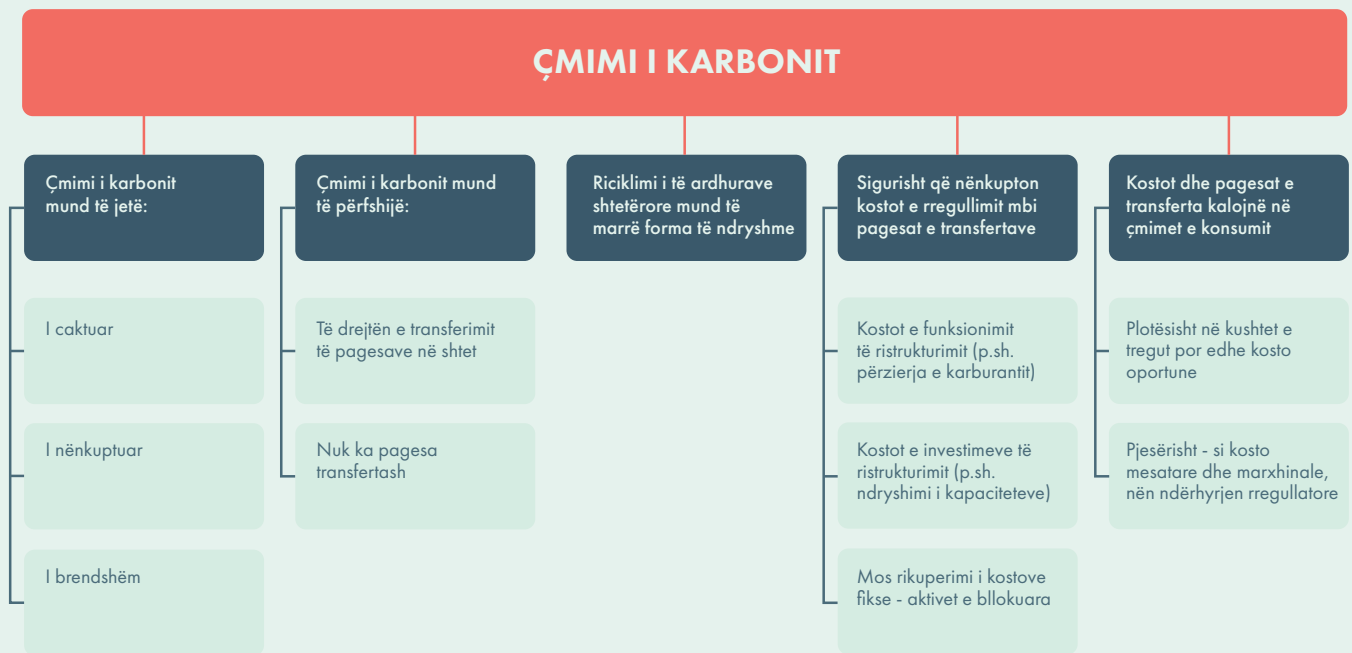 ÇMIMI I KARBONIT
Çmimi i karbonit
mund të jetë:
I caktuar
I nënkuptuar
I brendshëm
Çmimi i karbonit mund
të përfshijë:
Të drejtën e transferimit
të pagesave në shtet
Nuk ka pagesa
transfertash
Riciklimi i të ardhurave
shtetërore mund të
marrë forma të ndryshme
Sigurisht që nënkupton
kostot e rregullimit mbi
pagesat e transfertave
Kostot e funksionimit
të ristrukturimit (p.sh.
përzierja e karburantit)
Kostot e investimeve të
ristrukturimit (p.sh.
ndryshimi i kapaciteteve)
Mos rikuperimi i kostove
fikse - aktivet e bllokuara
Kostot dhe pagesat e
transferta kalojnë në
çmimet e konsumit
Plotësisht në kushtet e
tregut por edhe kosto
oportune
Pjesërisht - si kosto
mesatare dhe marxhinale,
nën ndërhyrjen rregullatore